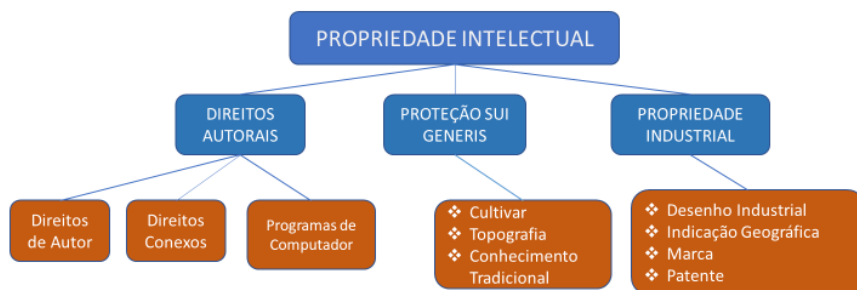 PROPRIEDADE INTELECTUAL
DIREITOS
AUTORAIS
PROTEÇÃO SUI
GENERIS
PROPRIEDADE
INDUSTRIAL
Direitos
de Autor
Direitos
Conexos
Programas de
Computador
❖ Cultivar
❖ Topografia
❖ Conhecimento
Tradicional
❖ Desenho Industrial
❖ Indicação Geográfica
❖ Marca
❖ Patente